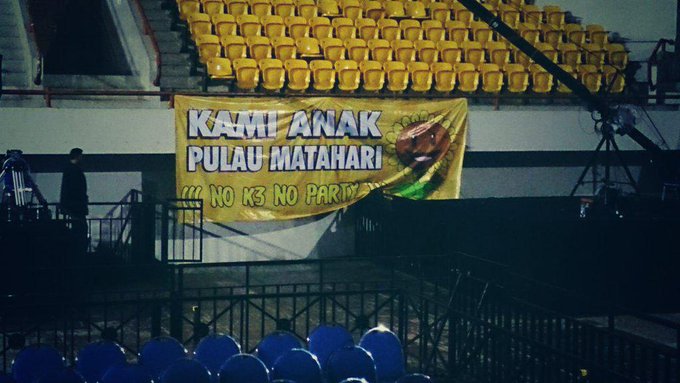 KAMI ANAK
PULAU MATAHARI
!!! NO K3 NO PARTY !!!